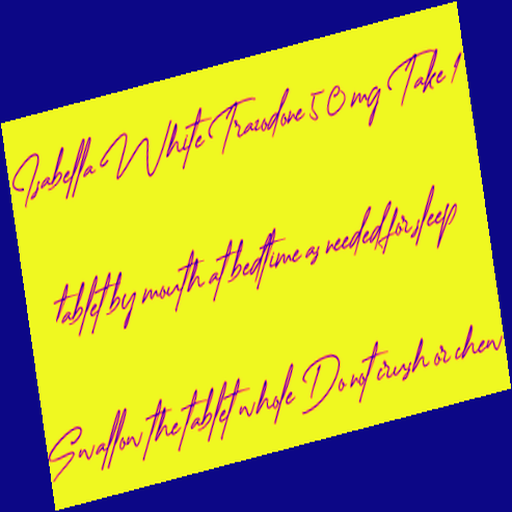 Isabella White Trazodone 50 mg Take 1
tablet by mouth at bedtime as needed for sleep
Swallow the tablet whole Do not crush or chew